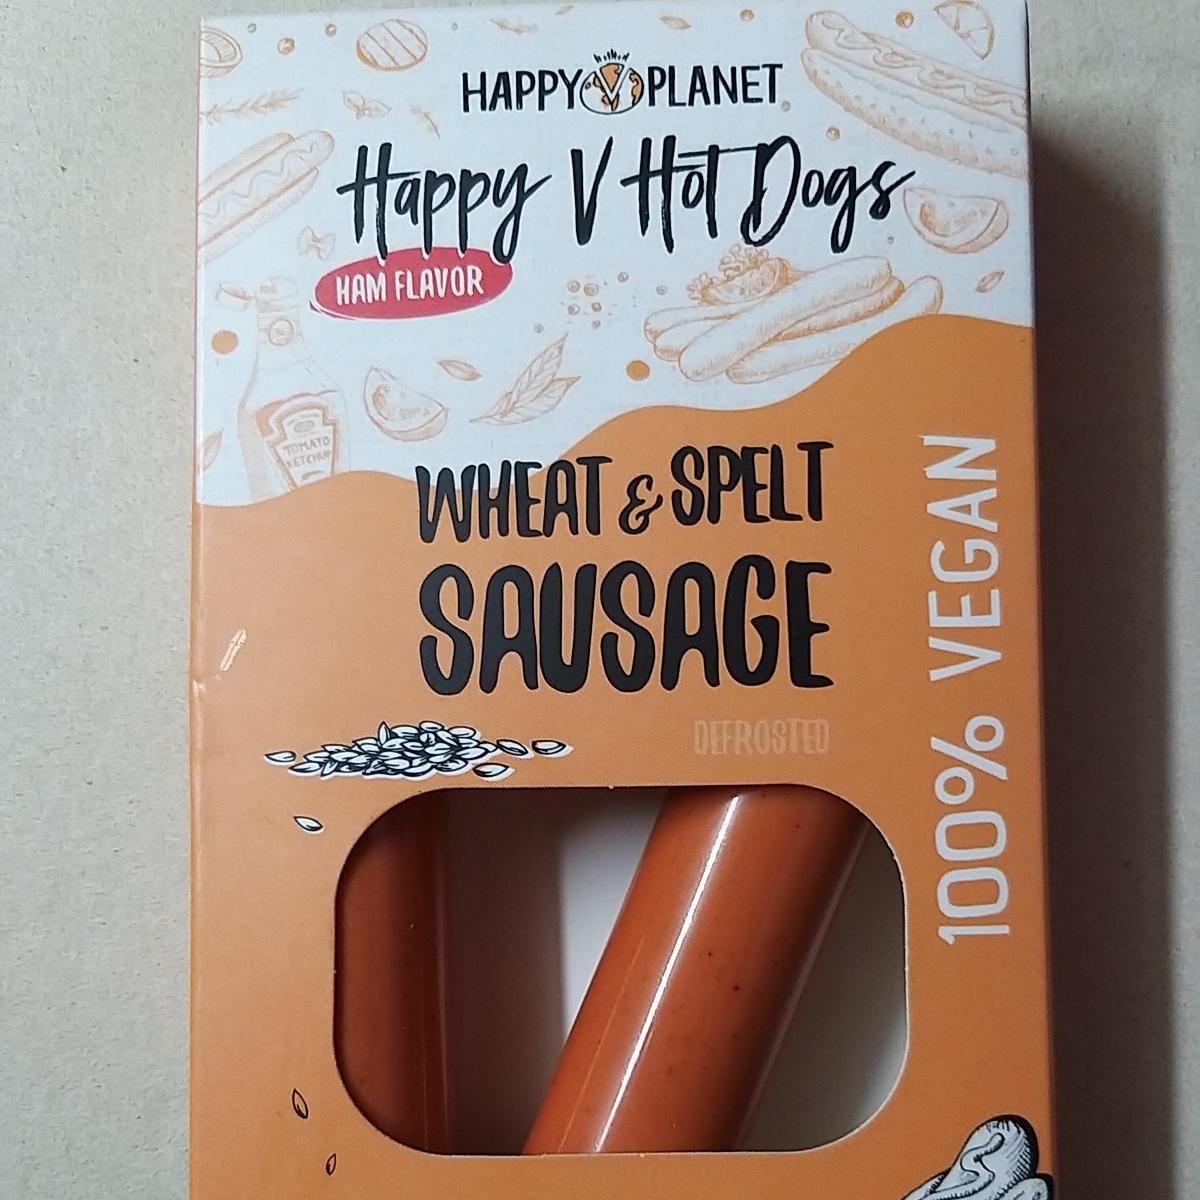 HAPPY V PLANET
Happy V Hot Dogs
HAM FLAVOR
TOMATO
KETCHUP
WHEAT & SPELT
SAUSAGE
DEFROSTED
100% VEGAN